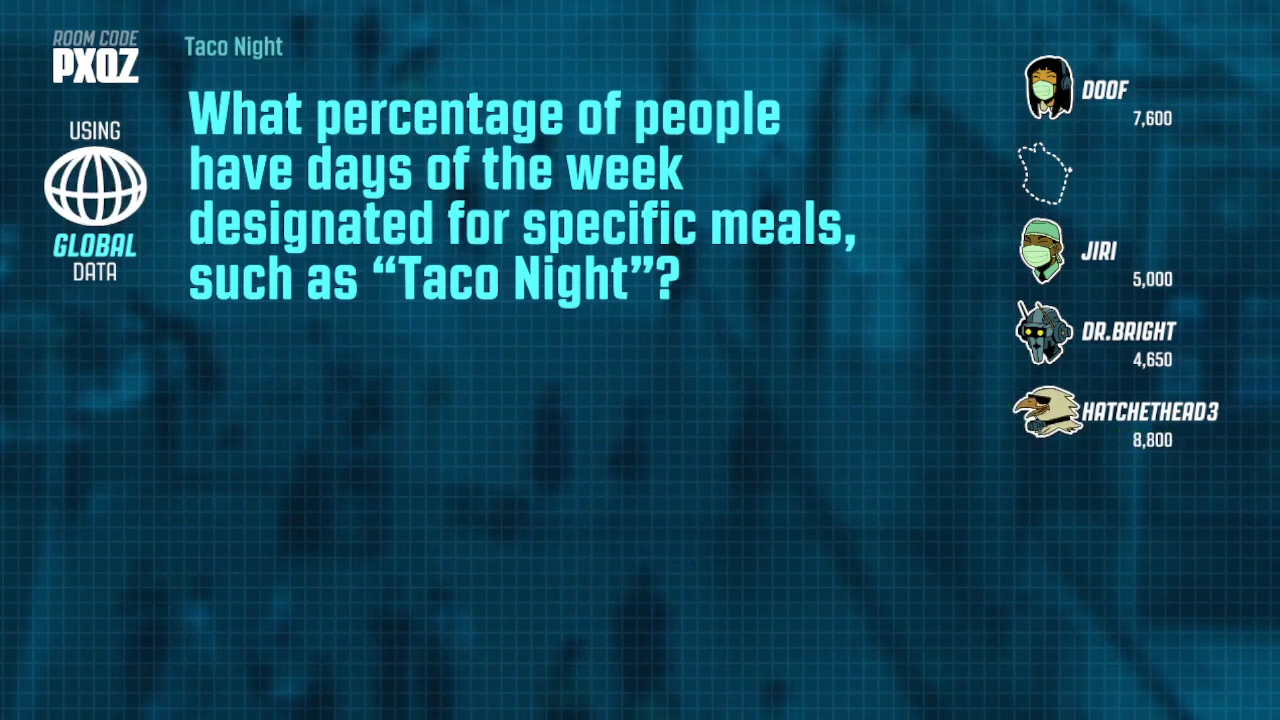 ROOM CODE
PXQZ
USING
GLOBAL
DATA
Taco Night
What percentage of people
have days of the week
designated for specific meals,
such as “Taco Night”?
DOOF
7,600
JIRI
5,000
DR.BRIGHT
4,650
HATCHETHEAD3
8,800